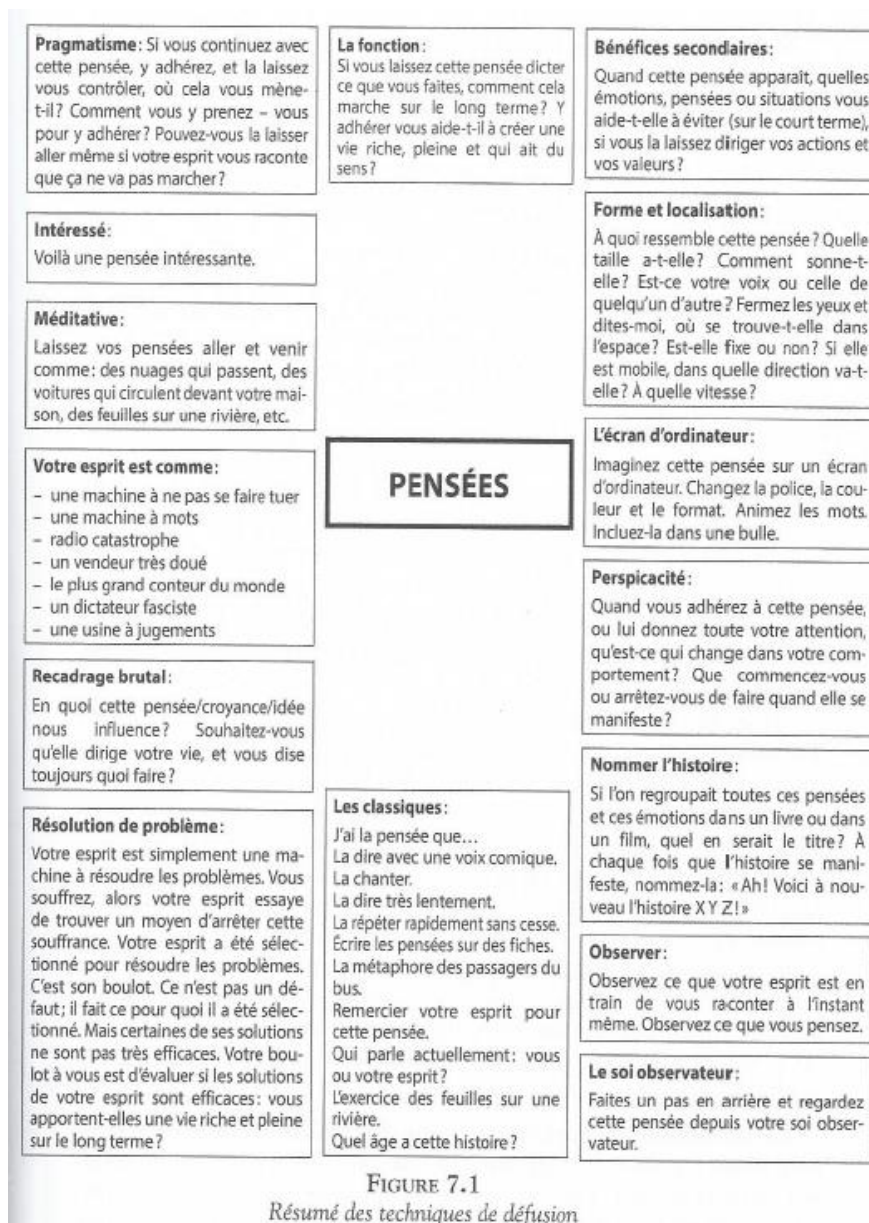 Pragmatisme: Si vous continuez avec
cette pensée, y adhérez, et la laissez
vous contrôler, où cela vous mène-
t-il? Comment vous y prenez – vous
pour y adhérer? Pouvez-vous la laisser
aller même si votre esprit vous raconte
que ça ne va pas marcher?
Intéressé:
Voilà une pensée intéressante.
Méditative:
Laissez vos pensées aller et venir
comme: des nuages qui passent, des
voitures qui circulent devant votre mai-
son, des feuilles sur une rivière, etc.
Votre esprit est comme:
– une machine à ne pas se faire tuer
– une machine à mots
– radio catastrophe
– un vendeur très doué
– le plus grand conteur du monde
– un dictateur fasciste
– une usine à jugements
Recadrage brutal:
En quoi cette pensée/croyance/idée
nous influence? Souhaitez-vous
qu'elle dirige votre vie, et vous dise
toujours quoi faire?
Résolution de problème:
Votre esprit est simplement une ma-
chine à résoudre les problèmes. Vous
souffrez, alors votre esprit essaye
de trouver un moyen d'arrêter cette
souffrance. Votre esprit a été sélec-
tionné pour résoudre les problèmes.
C'est son boulot. Ce n'est pas un dé-
faut; il fait ce pour quoi il a été sélec-
tionné. Mais certaines de ses solutions
ne sont pas très efficaces. Votre bou-
lot à vous est d'évaluer si les solutions
de votre esprit sont efficaces: vous
apportent-elles une vie riche et pleine
sur le long terme?
La fonction:
Si vous laissez cette pensée dicter
ce que vous faites, comment cela
marche sur le long terme? Y
adhérer vous aide-t-il à créer une
vie riche, pleine et qui ait du
sens?
PENSÉES
Les classiques:
J'ai la pensée que...
La dire avec une voix comique.
La chanter.
La dire très lentement.
La répéter rapidement sans cesse.
Écrire les pensées sur des fiches.
La métaphore des passagers du
bus.
Remercier votre esprit pour
cette pensée.
Qui parle actuellement: vous
ou votre esprit?
L'exercice des feuilles sur une
rivière.
Quel âge a cette histoire?
Bénéfices secondaires:
Quand cette pensée apparaît, quelles
émotions, pensées ou situations vous
aide-t-elle à éviter (sur le court terme),
si vous la laissez diriger vos actions et
vos valeurs?
Forme et localisation:
À quoi ressemble cette pensée? Quelle
taille a-t-elle? Comment sonne-t-
elle? Est-ce votre voix ou celle de
quelqu'un d'autre? Fermez les yeux et
dites-moi, où se trouve-t-elle dans
l'espace? Est-elle fixe ou non? Si elle
est mobile, dans quelle direction va-t-
elle? À quelle vitesse?
L'écran d'ordinateur:
Imaginez cette pensée sur un écran
d'ordinateur. Changez la police, la cou-
leur et le format. Animez les mots.
Incluez-la dans une bulle.
Perspicacité:
Quand vous adhérez à cette pensée,
ou lui donnez toute votre attention,
qu'est-ce qui change dans votre com-
portement? Que commencez-vous
ou arrêtez-vous de faire quand elle se
manifeste?
Nommer l'histoire:
Si l'on regroupait toutes ces pensées
et ces émotions dans un livre ou dans
un film, quel en serait le titre? À
chaque fois que l'histoire se mani-
feste, nommez-la: «Ah! Voici à nou-
veau l'histoire X Y Z!»
Observer:
Observez ce que votre esprit est en
train de vous raconter à l'instant
même. Observez ce que vous pensez.
Le soi observateur:
Faites un pas en arrière et regardez
cette pensée depuis votre soi obser-
vateur.
FIGURE 7.1
Résumé des techniques de défusion